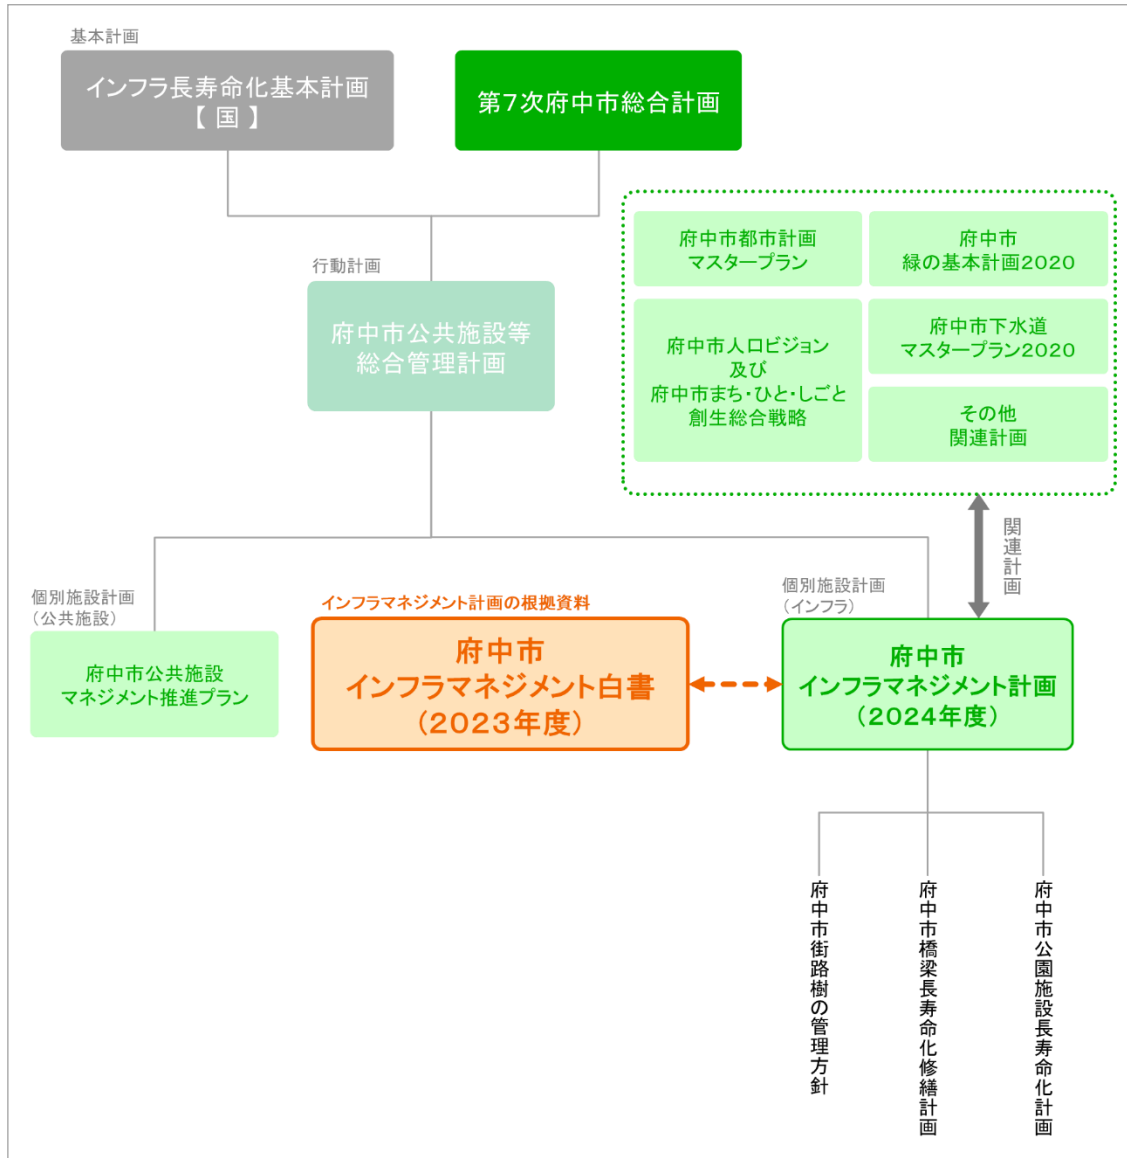 基本計画
インフラ長寿命化基本計画
【 国 】
第７次府中市総合計画
行動計画
府中市公共施設等
総合管理計画
府中市都市計画
マスタープラン
府中市
緑の基本計画２０２０
府中市人口ビジョン
及び
府中市まち・ひと・しごと
創生総合戦略
府中市下水道
マスタープラン２０２０
その他
関連計画
関連計画
個別施設計画
（公共施設）
府中市公共施設
マネジメント推進プラン
インフラマネジメント計画の根拠資料
府中市
インフラマネジメント白書
（２０２３年度）
個別施設計画
（インフラ）
府中市
インフラマネジメント計画
（２０２４年度）
府中市街路樹の管理方針
府中市橋梁長寿命化修繕計画
府中市公園施設長寿命化計画